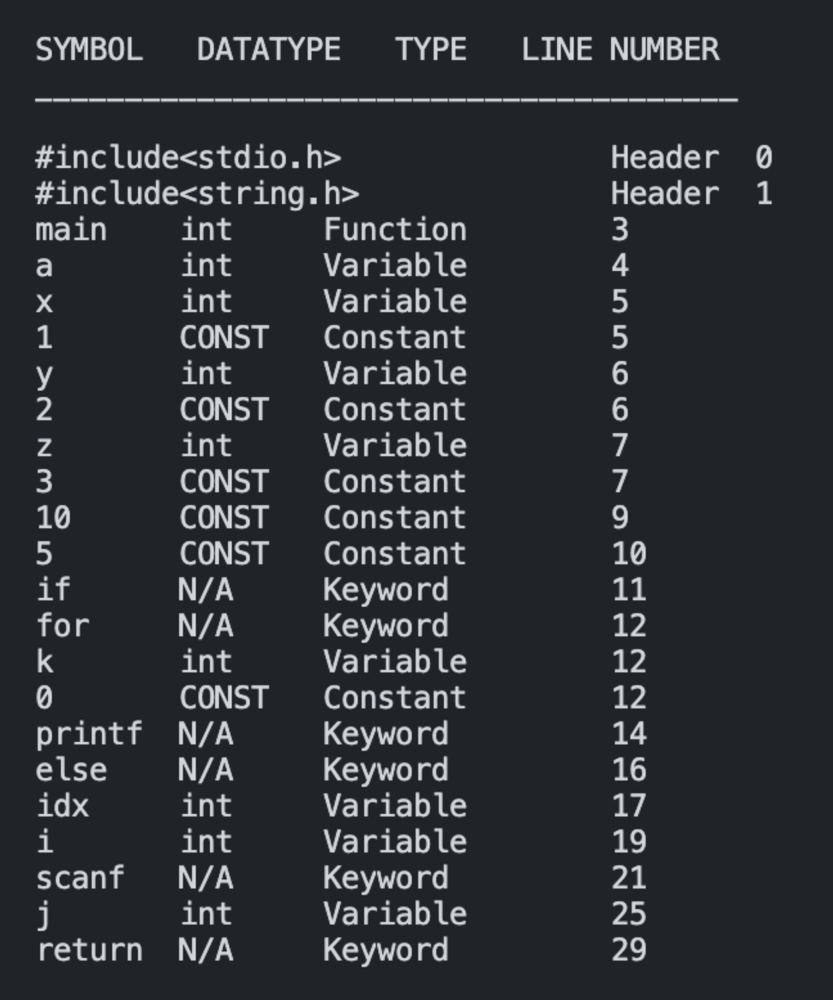 SYMBOL DATATYPE TYPE LINE NUMBER
#include<stdio.h> Header 0
#include<string.h> Header 1
main int Function 3
a int Variable 4
x int Variable 5
1 CONST Constant 5
y int Variable 6
2 CONST Constant 6
z int Variable 7
3 CONST Constant 7
10 CONST Constant 9
5 CONST Constant 10
if N/A Keyword 11
for N/A Keyword 12
k int Variable 12
0 CONST Constant 12
printf N/A Keyword 14
else N/A Keyword 16
idx int Variable 17
i int Variable 19
scanf N/A Keyword 21
j int Variable 25
return N/A Keyword 29